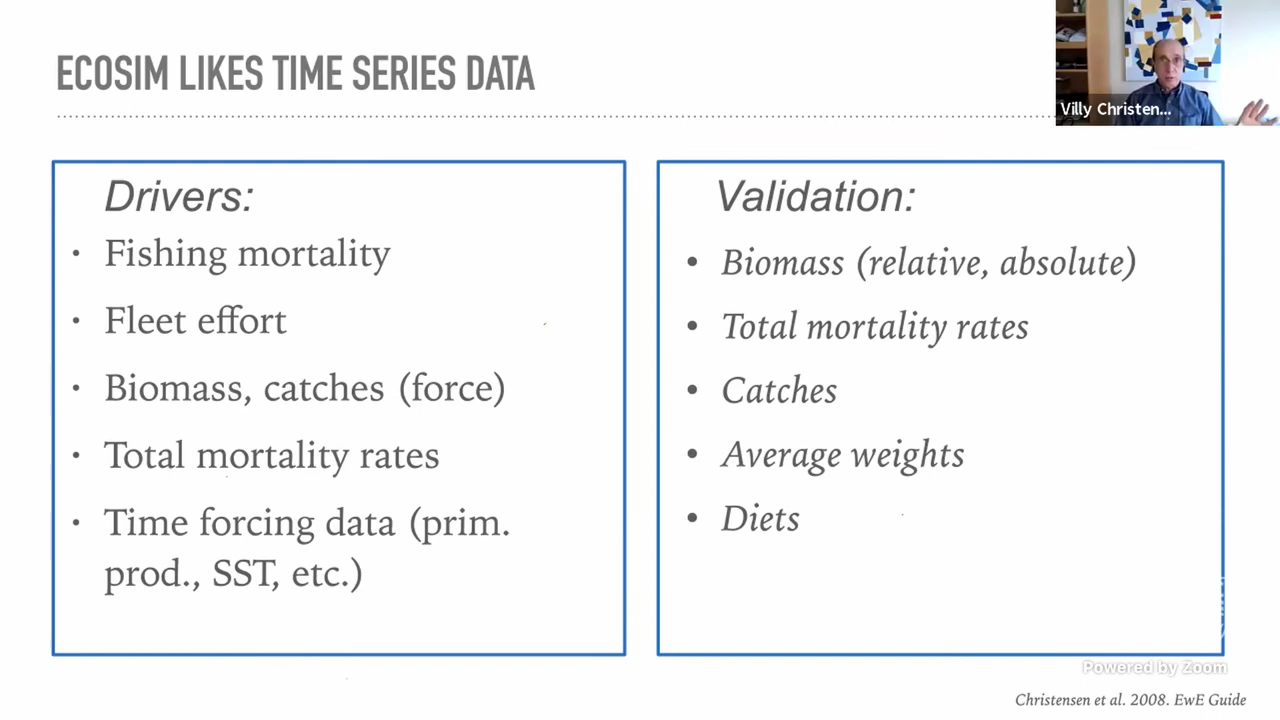 ECOSIM LIKES TIME SERIES DATA
Villy Christen...
Drivers:
• Fishing mortality
• Fleet effort
• Biomass, catches (force)
• Total mortality rates
• Time forcing data (prim.
prod., SST, etc.)
Validation:
• Biomass (relative, absolute)
• Total mortality rates
• Catches
• Average weights
• Diets
Powered by Zoom
Christensen et al. 2008. EwE Guide